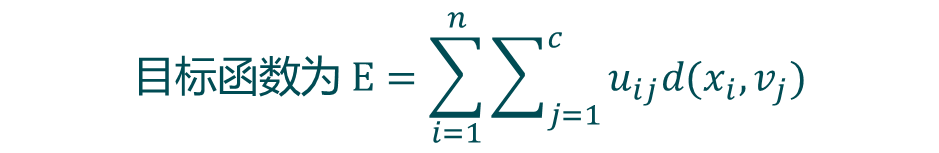 目标函数为 E = \sum_{i=1}^{n} \sum_{j=1}^{c} u_{ij} d(x_i, v_j)